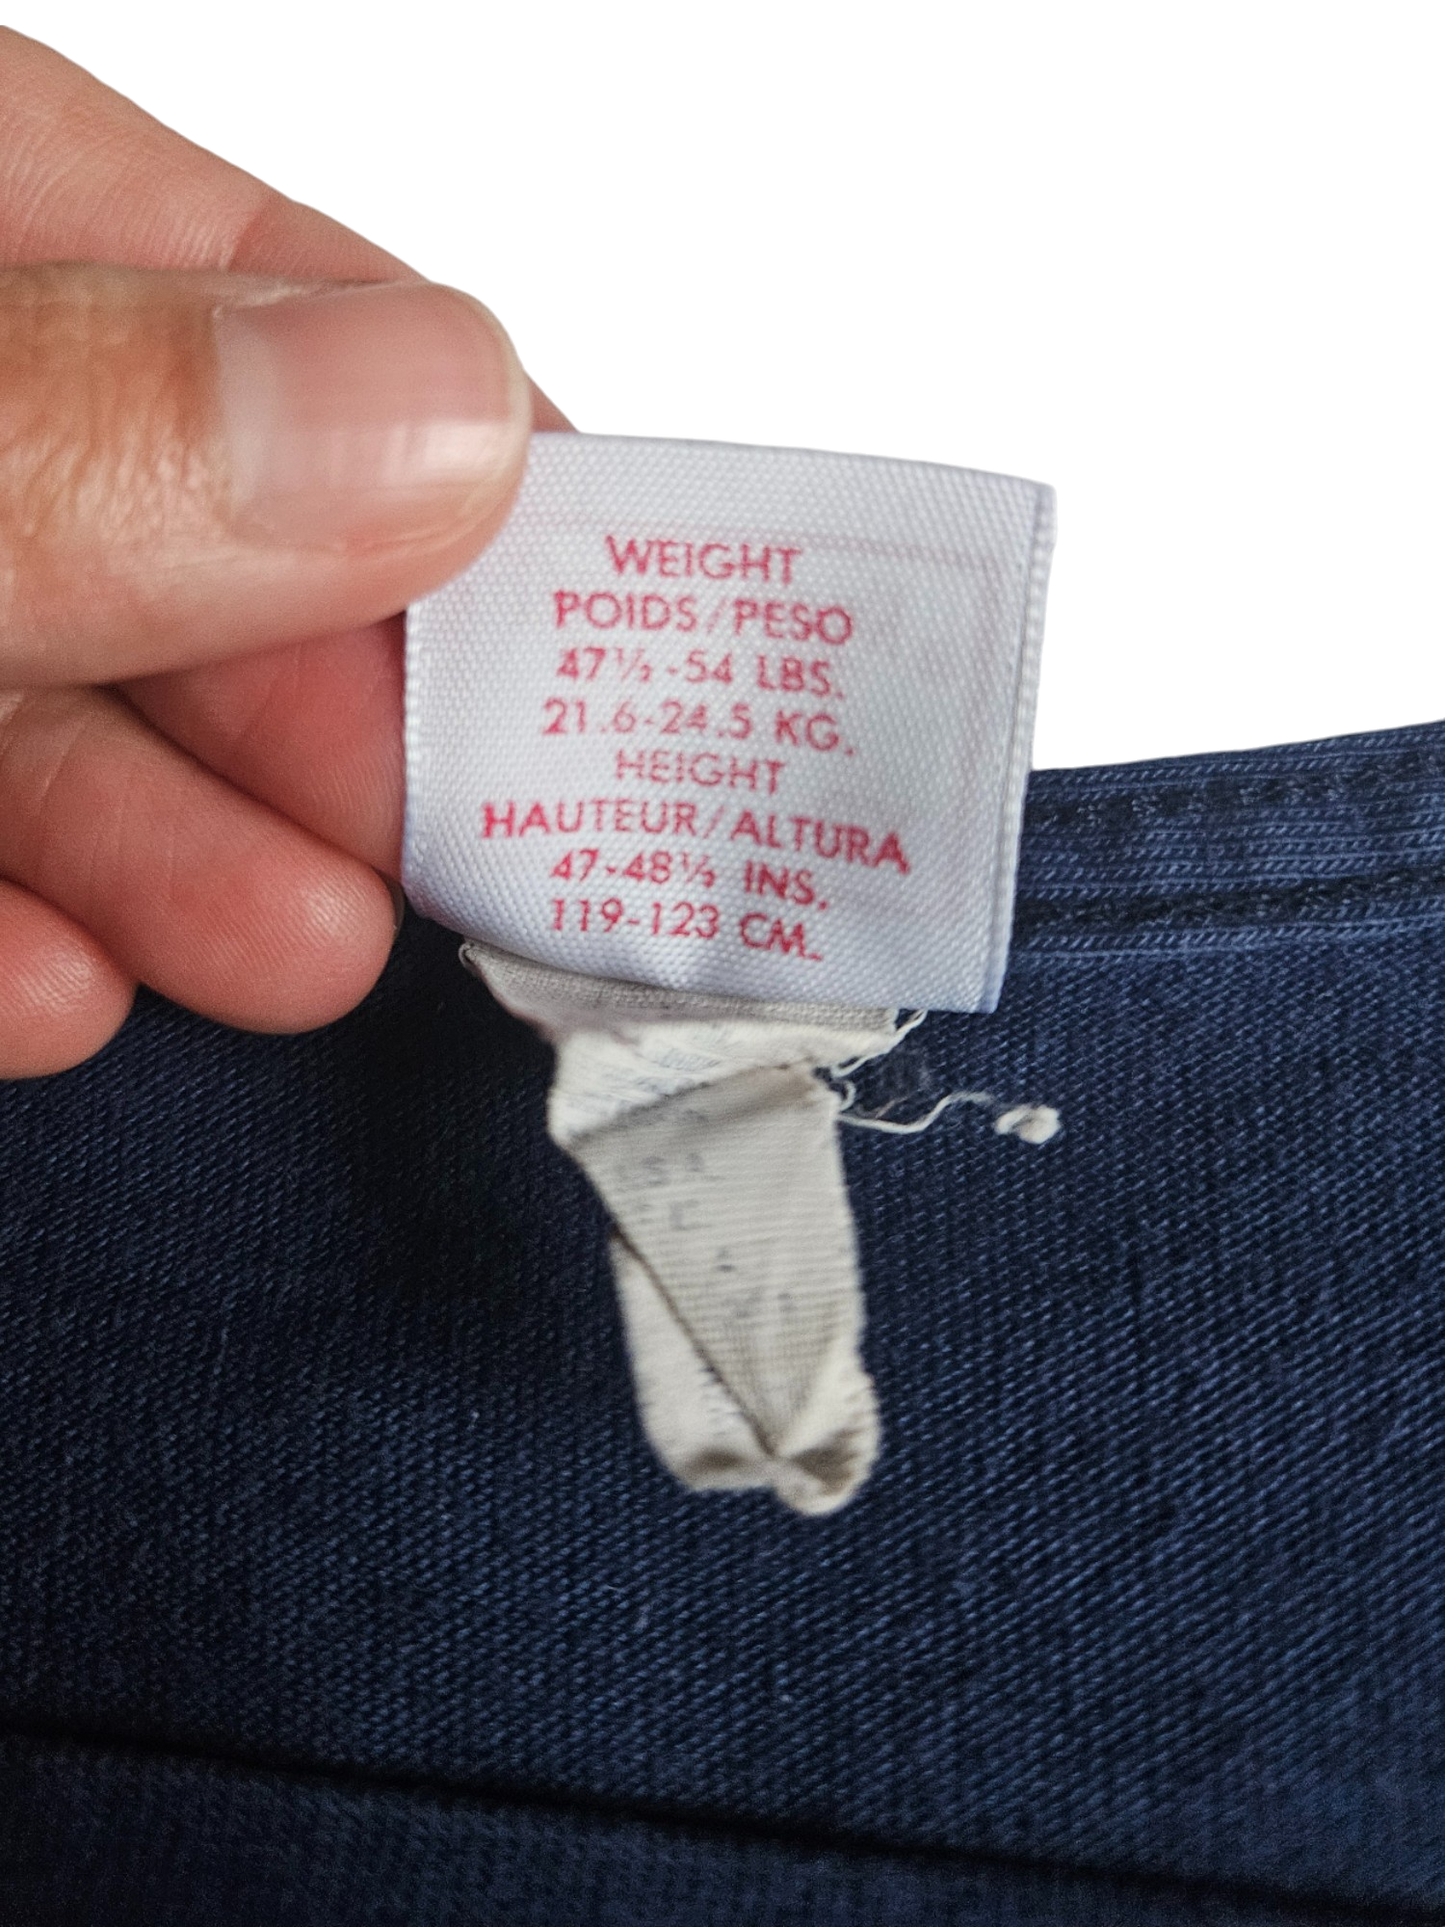 WEIGHT
POIDS/PESO
47½-54 LBS.
21.6-24.5 KG.
HEIGHT
HAUTEUR/ALTURA
47-48½ INS.
119-123 CM.